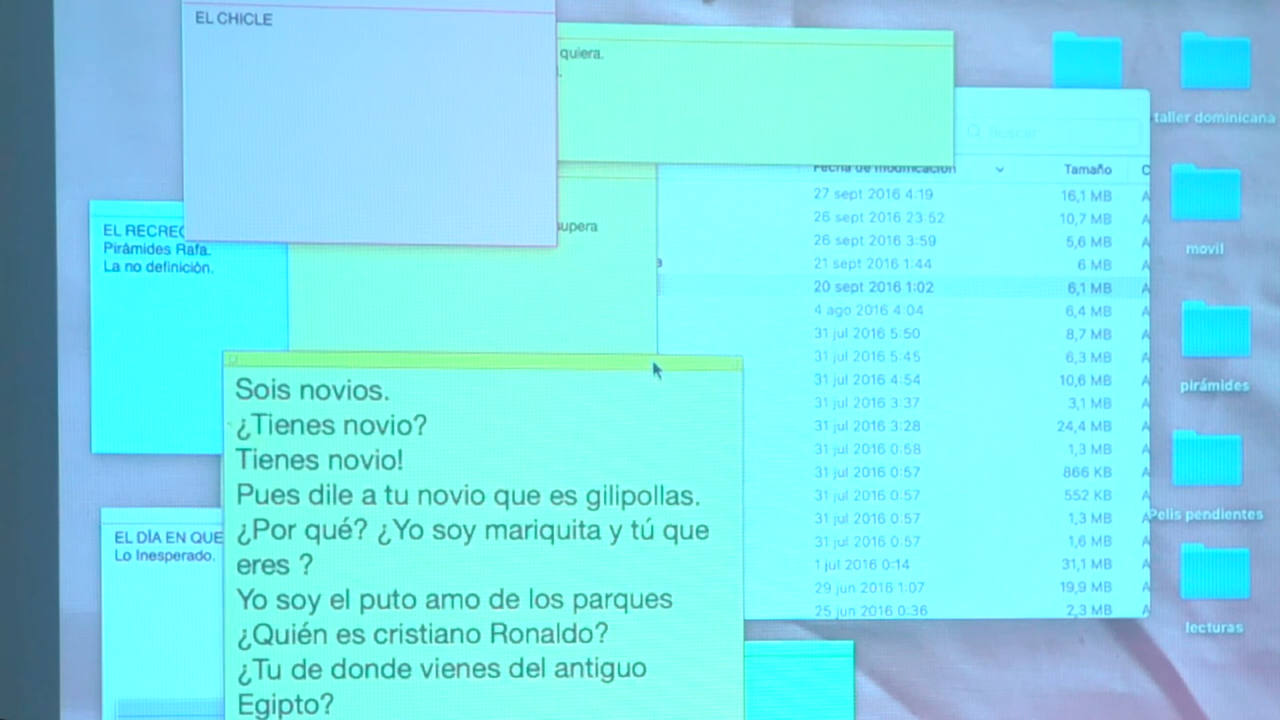 EL CHICLE
quiera.
EL RECREO
Pirámides Rafa.
La no definición.
supera
EL DÍA EN QUE
Lo Inesperado.
Sois novios.
¿Tienes novio?
Tienes novio!
Pues dile a tu novio que es gilipollas.
¿Por qué? ¿Yo soy mariquita y tú que
eres ?
Yo soy el puto amo de los parques
¿Quién es cristiano Ronaldo?
¿Tu de donde vienes del antiguo
Egipto?
Buscar
Fecha de modificación Tamaño
27 sept 2016 4:19 16,1 MB
26 sept 2016 23:52 10,7 MB
26 sept 2016 3:59 5,6 MB
21 sept 2016 1:44 6 MB
20 sept 2016 1:02 6,1 MB
4 ago 2016 4:04 6,4 MB
31 jul 2016 5:50 8,7 MB
31 jul 2016 5:45 6,3 MB
31 jul 2016 4:54 10,6 MB
31 jul 2016 3:37 3,1 MB
31 jul 2016 3:28 24,4 MB
31 jul 2016 0:58 1,3 MB
31 jul 2016 0:57 866 KB
31 jul 2016 0:57 552 KB
31 jul 2016 0:57 1,3 MB
31 jul 2016 0:57 1,6 MB
1 jul 2016 0:14 31,1 MB
29 jun 2016 1:07 19,9 MB
25 jun 2016 0:36 2,3 MB
taller dominicana
movil
pirámides
Pelis pendientes
lecturas